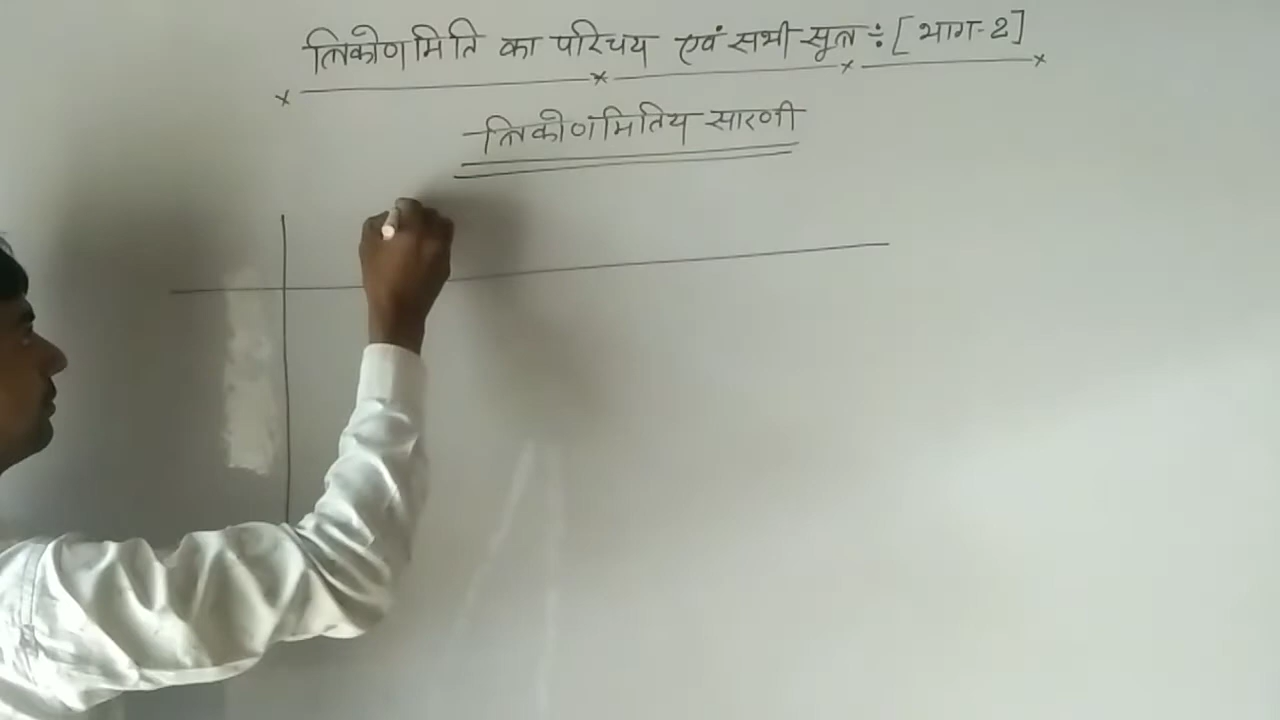 त्रिकोणमिति का परिचय एवं सभी सूत्र ÷ [ भाग-2 ]
त्रिकोणमितिय सारणी